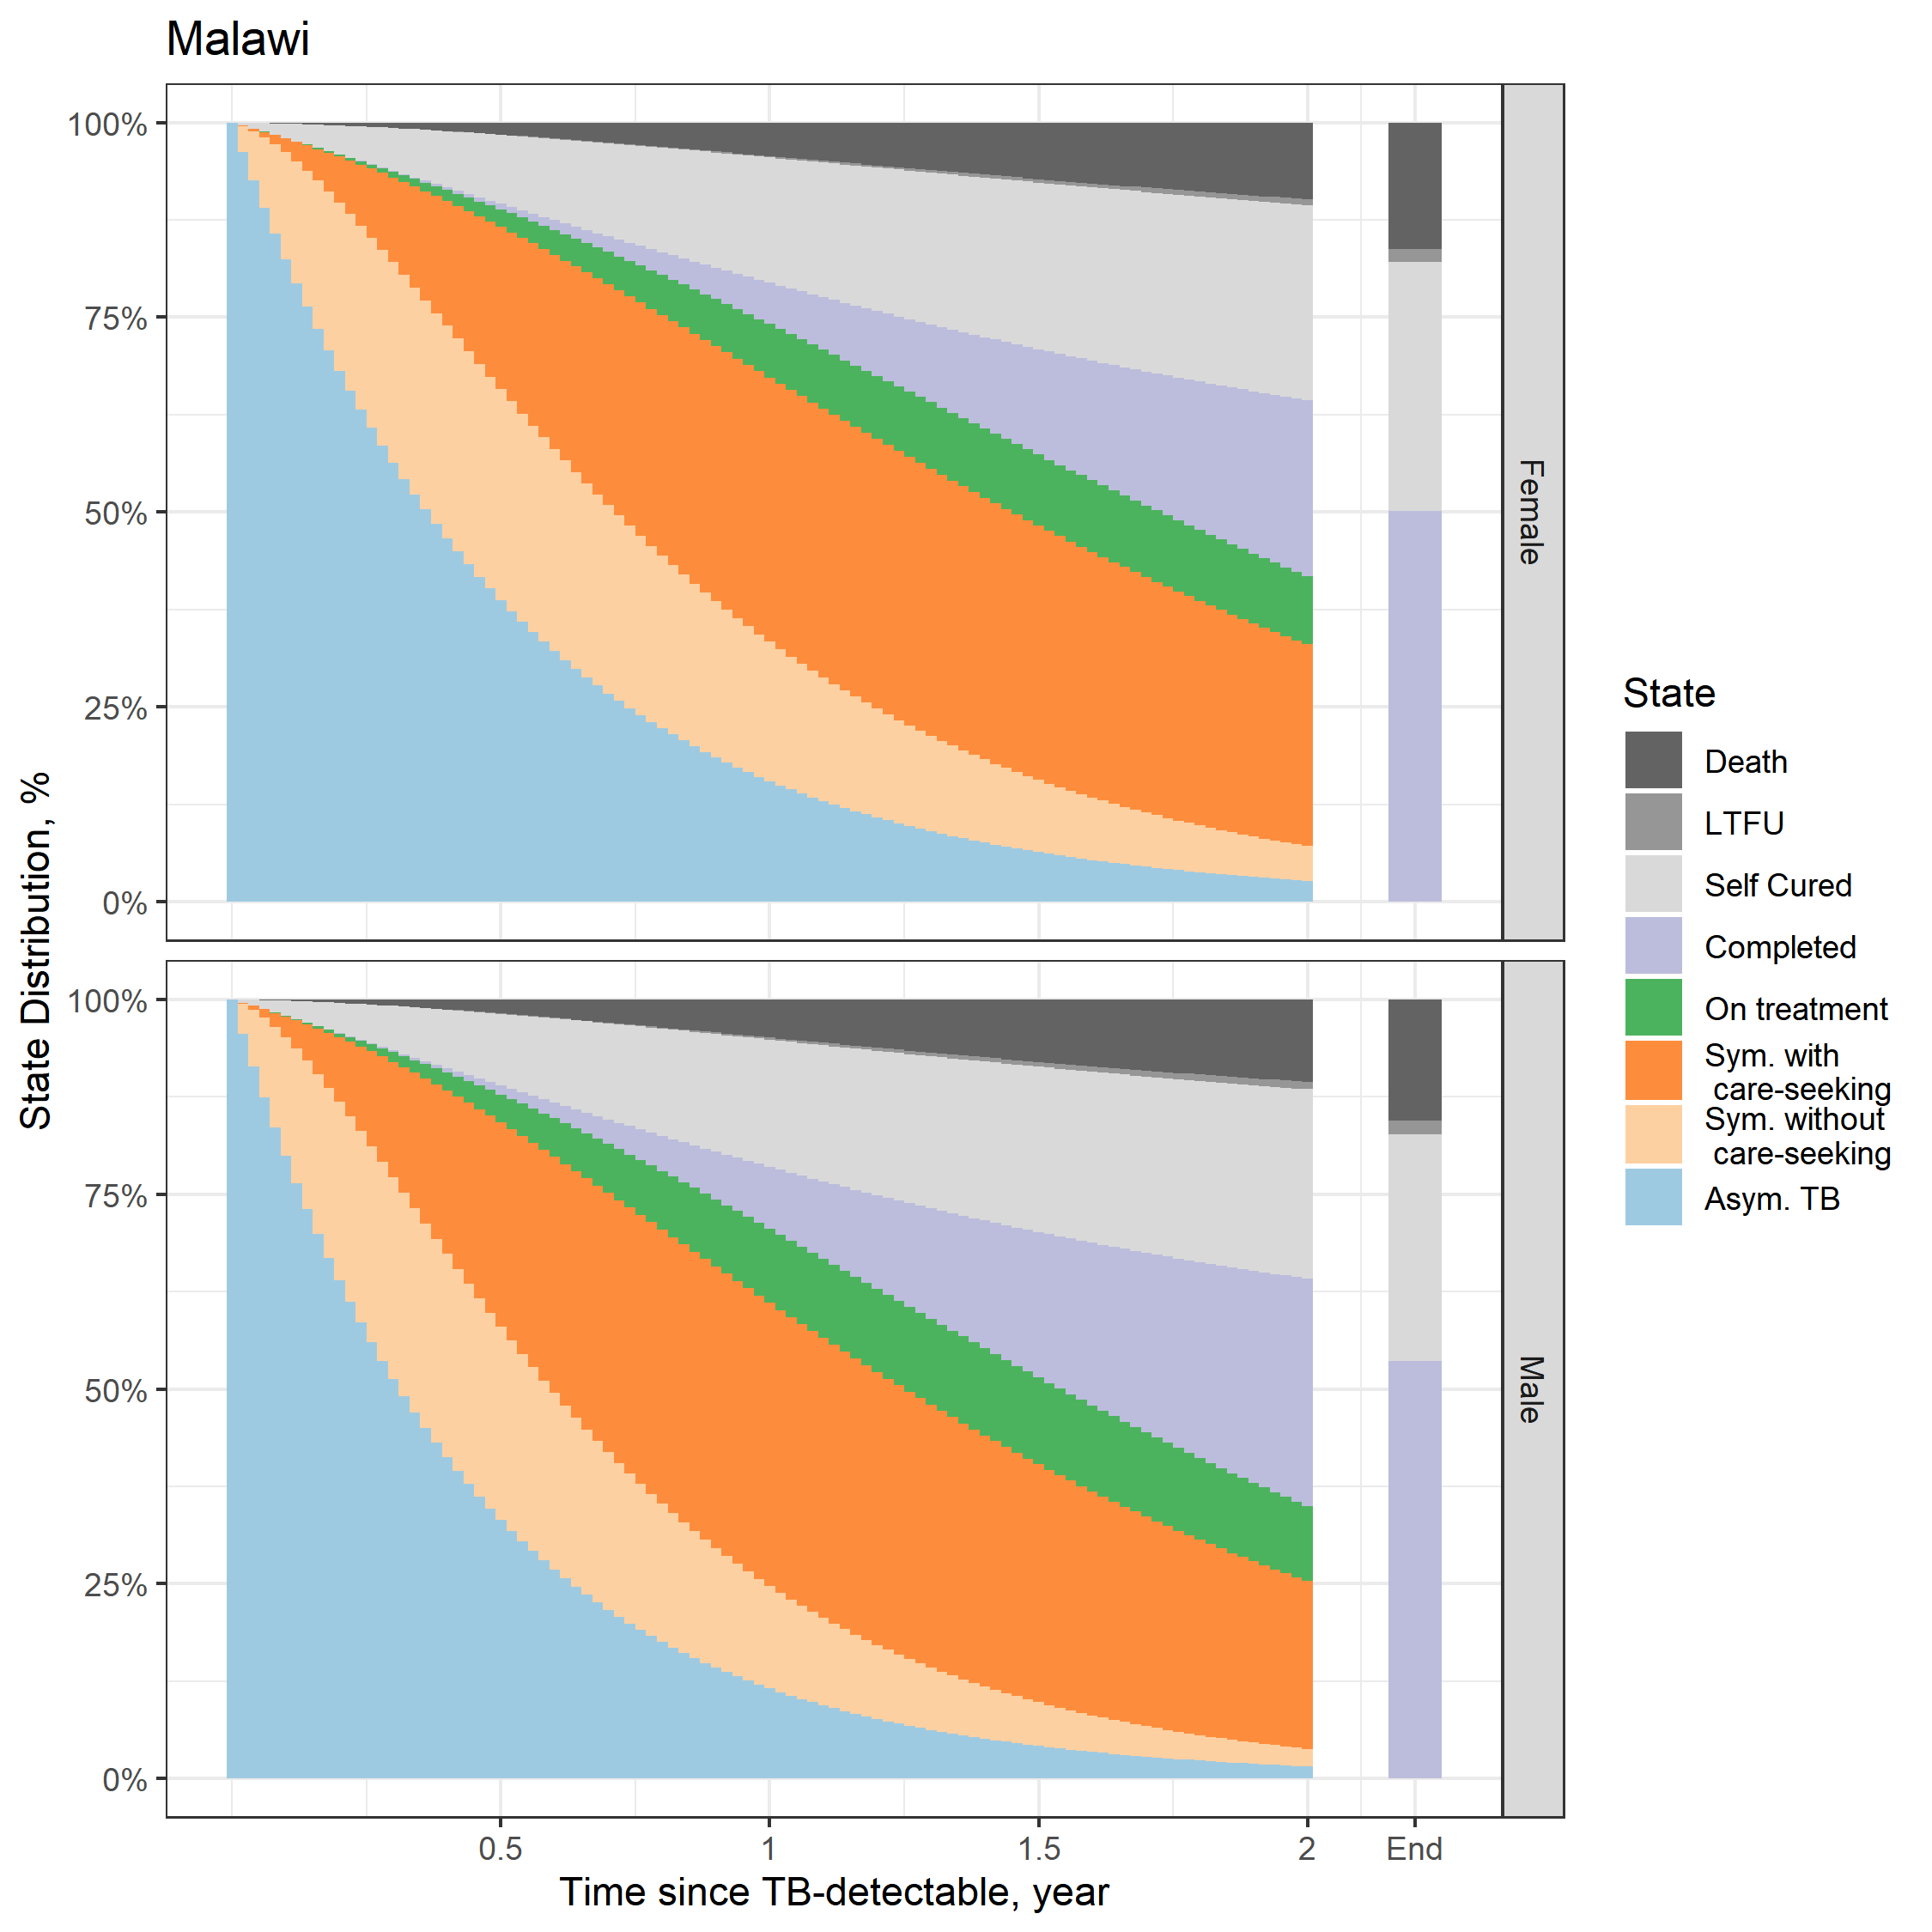 Malawi
State Distribution, %
100%
75%
50%
25%
0%
Female
100%
75%
50%
25%
0%
Male
0.5
1
1.5
2
End
Time since TB-detectable, year
State
Death
LTFU
Self Cured
Completed
On treatment
Sym. with
care-seeking
Sym. without
care-seeking
Asym. TB